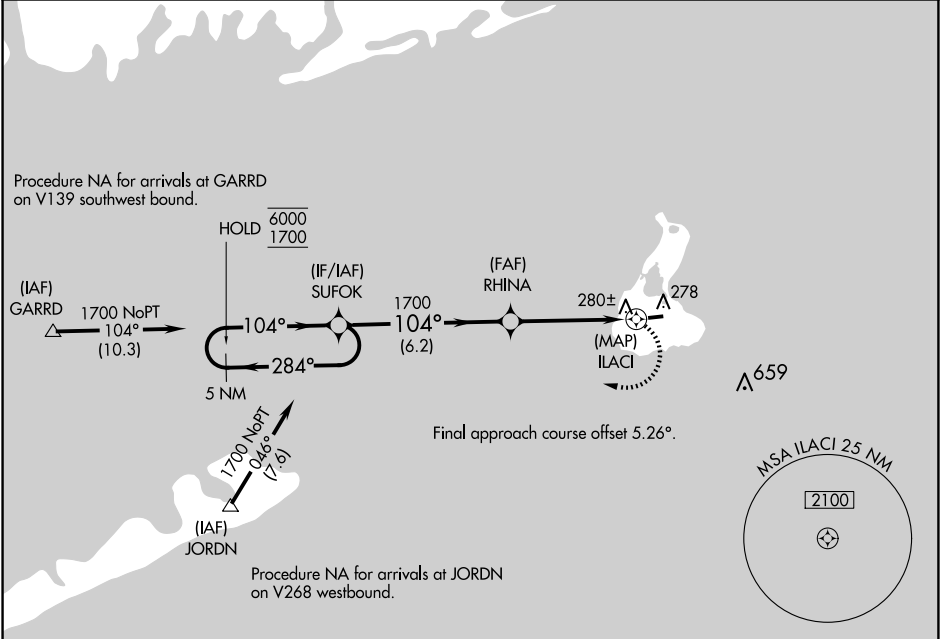 Procedure NA for arrivals at GARRD
on V139 southwest bound.
HOLD 6000
1700
(IAF)
GARRD
1700 NoPT
104°
(10.3)
(IF/IAF)
SUFOK
104°
284°
5 NM
1700
104°
(6.2)
(FAF)
RHINA
280±
278
(MAP)
ILACI
659
1700 NoPT
046°
(7.6)
(IAF)
JORDN
Final approach course offset 5.26°.
Procedure NA for arrivals at JORDN
on V268 westbound.
MSA ILACI 25 NM
2100